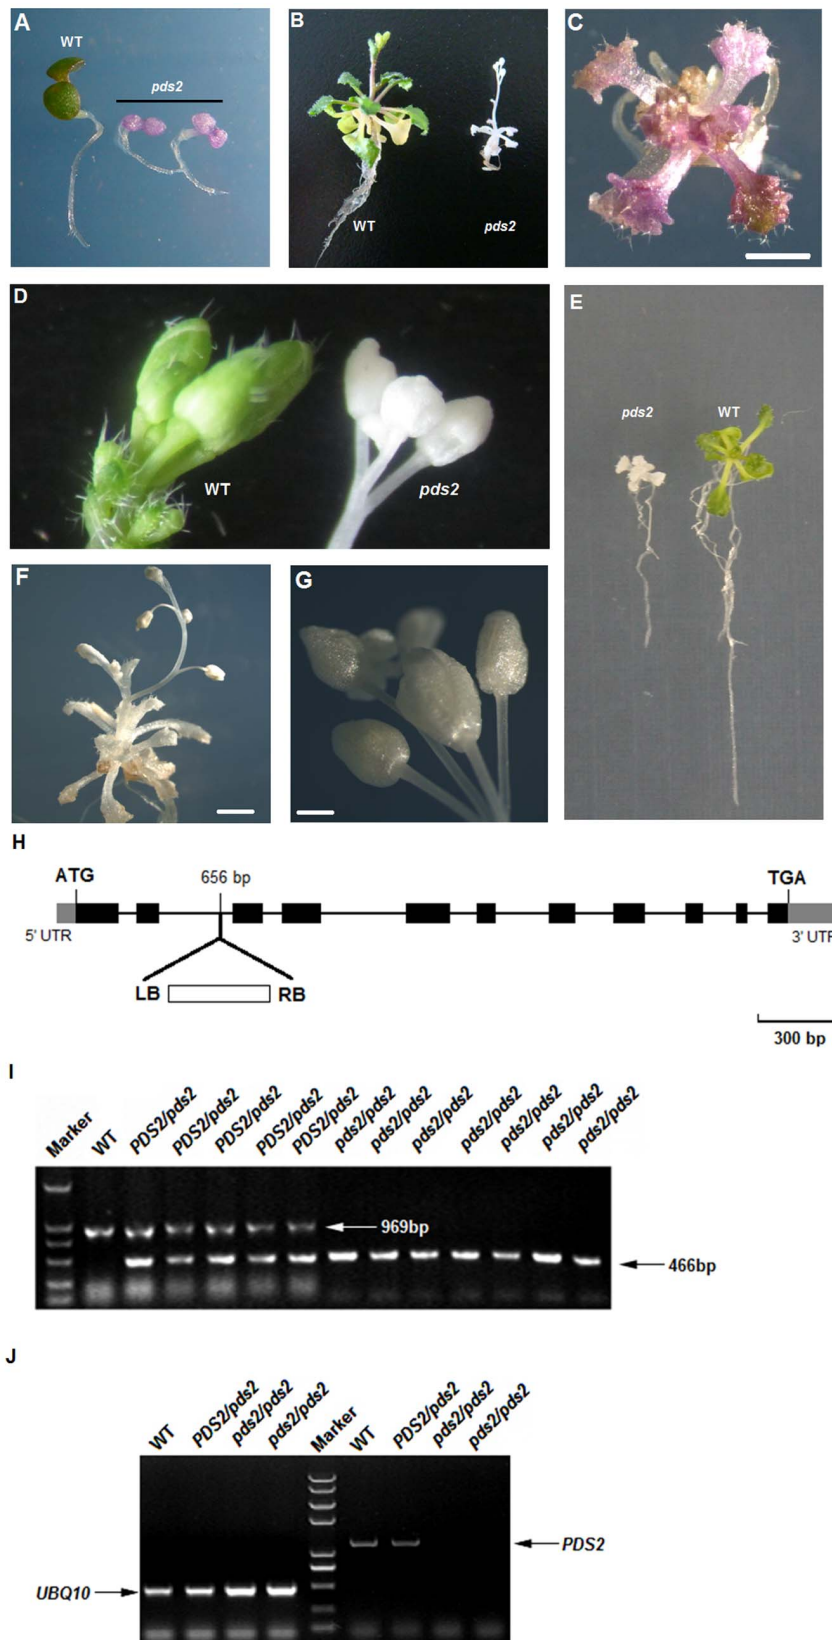 A
WT
pds2
B
WT
pds2
C
D
WT
pds2
E
pds2
WT
F
G
H
ATG
656 bp
TGA
5' UTR
3' UTR
LB
RB
300 bp
I
Marker
WT
PDS2/pds2
PDS2/pds2
PDS2/pds2
PDS2/pds2
PDS2/pds2
pds2/pds2
pds2/pds2
pds2/pds2
pds2/pds2
pds2/pds2
pds2/pds2
pds2/pds2
969bp
466bp
J
WT
PDS2/pds2
pds2/pds2
pds2/pds2
Marker
WT
PDS2/pds2
pds2/pds2
pds2/pds2
PDS2
UBQ10